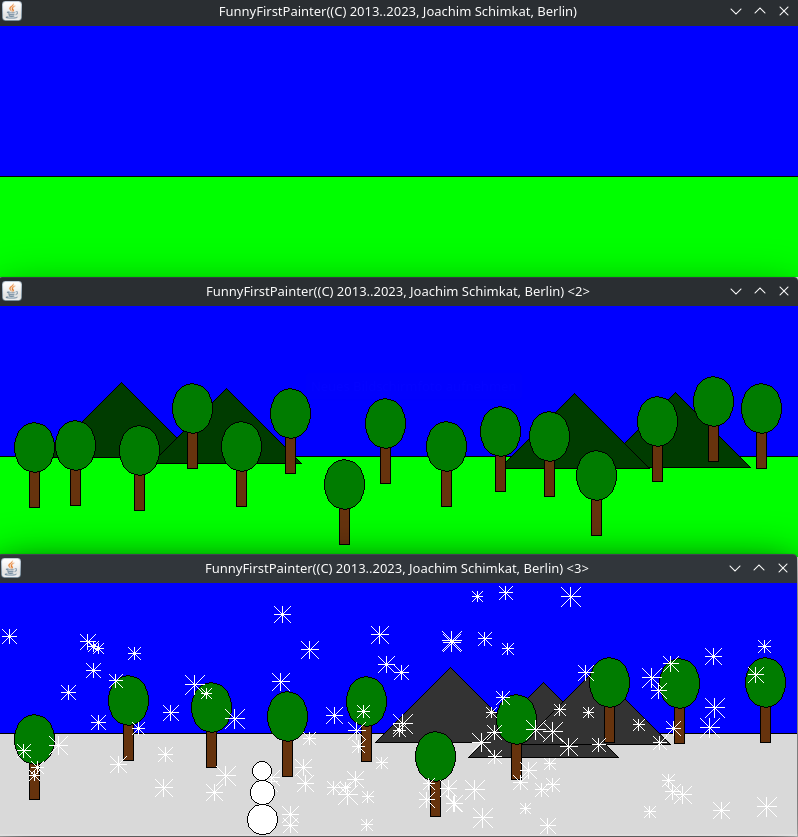 FunnyFirstPainter((C) 2013..2023, Joachim Schimkat, Berlin)
FunnyFirstPainter((C) 2013..2023, Joachim Schimkat, Berlin) <2>
FunnyFirstPainter((C) 2013..2023, Joachim Schimkat, Berlin) <3>